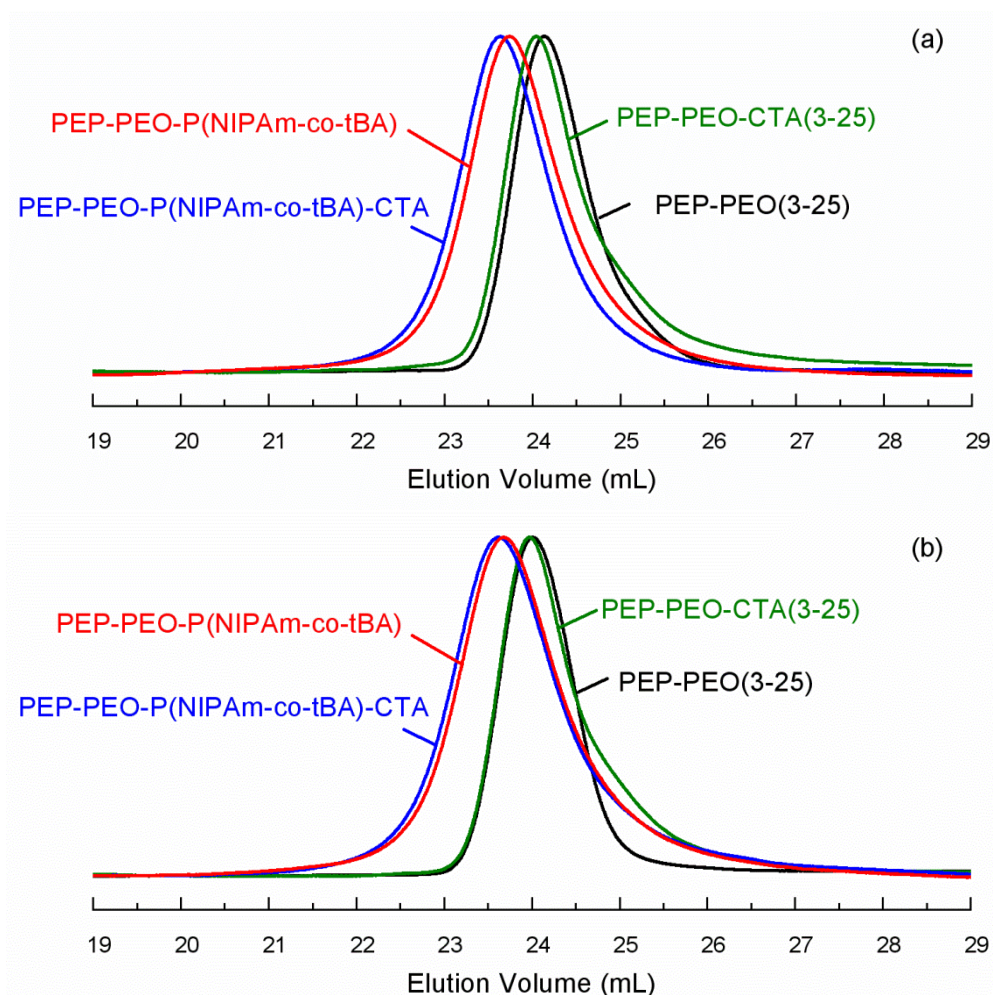 (a)
PEP-PEO-P(NIPAm-co-tBA)
PEP-PEO-CTA(3-25)
PEP-PEO-P(NIPAm-co-tBA)-CTA
PEP-PEO(3-25)
19 20 21 22 23 24 25 26 27 28 29
Elution Volume (mL)
(b)
PEP-PEO-P(NIPAm-co-tBA)
PEP-PEO-CTA(3-25)
PEP-PEO-P(NIPAm-co-tBA)-CTA
PEP-PEO(3-25)
19 20 21 22 23 24 25 26 27 28 29
Elution Volume (mL)